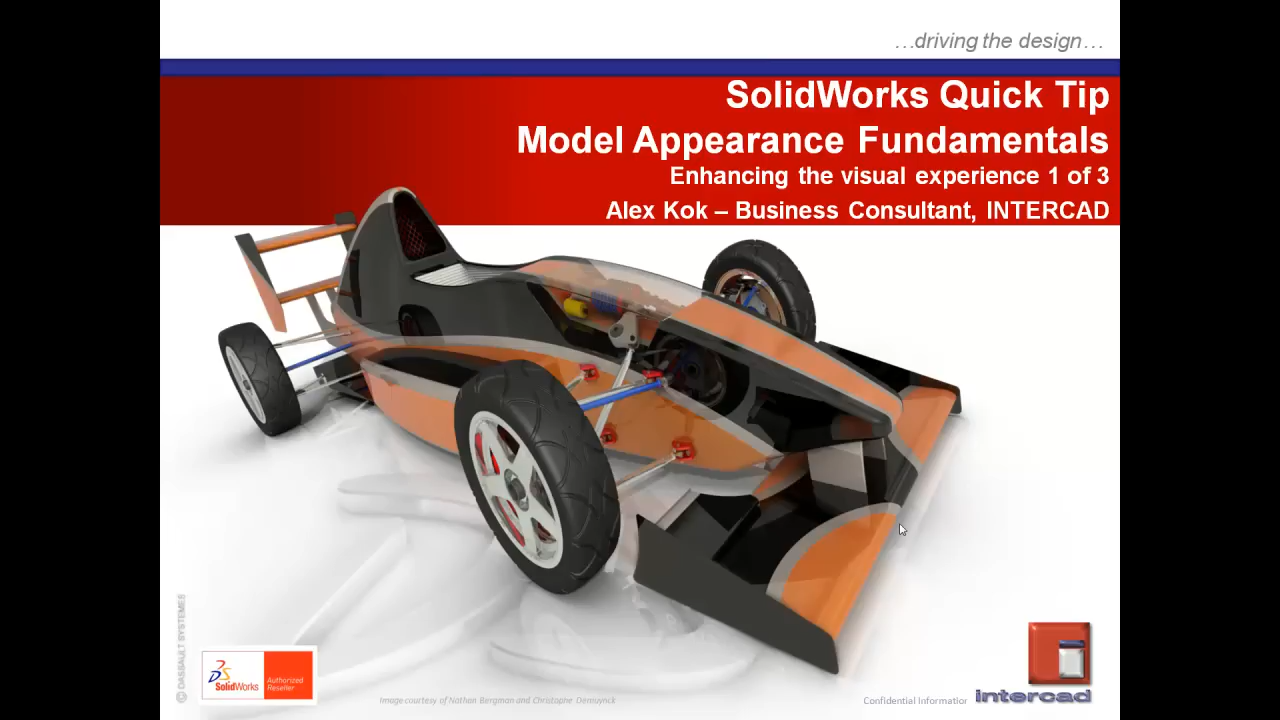 ...driving the design...
SolidWorks Quick Tip
Model Appearance Fundamentals
Enhancing the visual experience 1 of 3
Alex Kok – Business Consultant, INTERCAD
© DASSAULT SYSTEMES
SolidWorks
Authorized
Reseller
Image courtesy of Nathan Bergman and Christophe Demuynck
Confidential Information
intercad